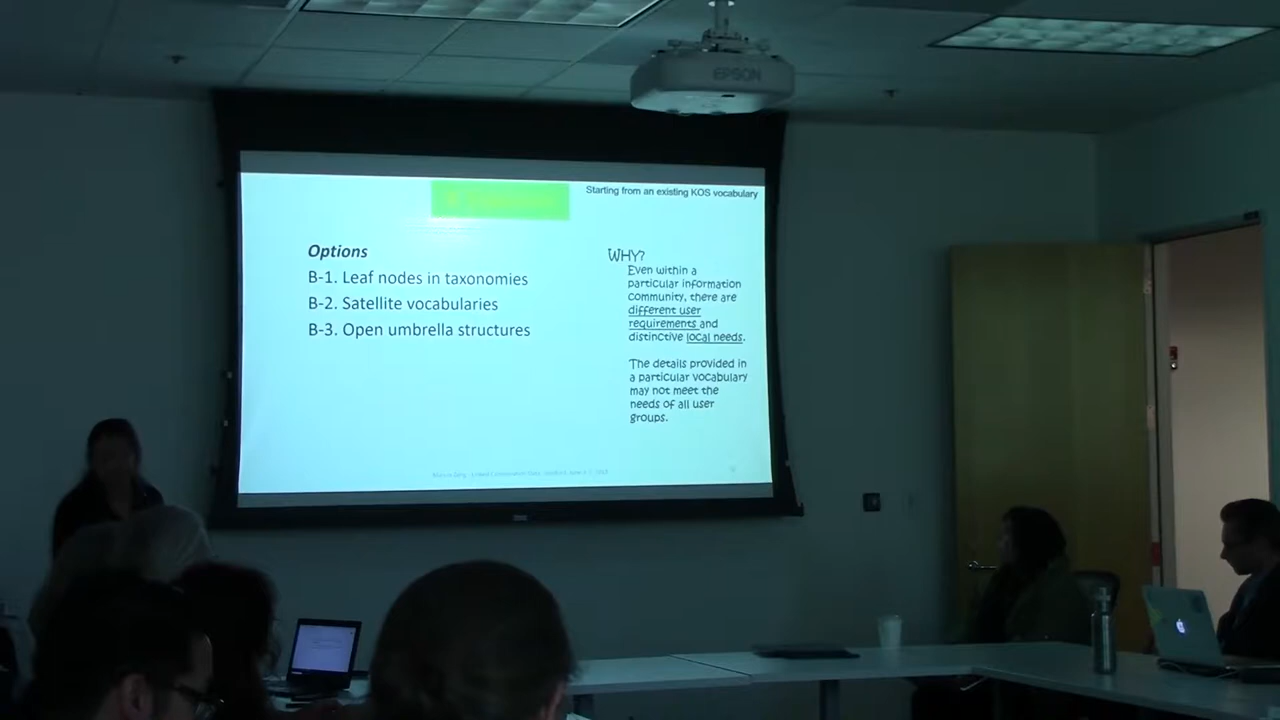 EPSON
Starting from an existing KOS vocabulary
Options
B-1. Leaf nodes in taxonomies
B-2. Satellite vocabularies
B-3. Open umbrella structures
WHY?
Even within a
particular information
community, there are
different user
requirements and
distinctive local needs.
The details provided in
a particular vocabulary
may not meet the
needs of all user
groups.